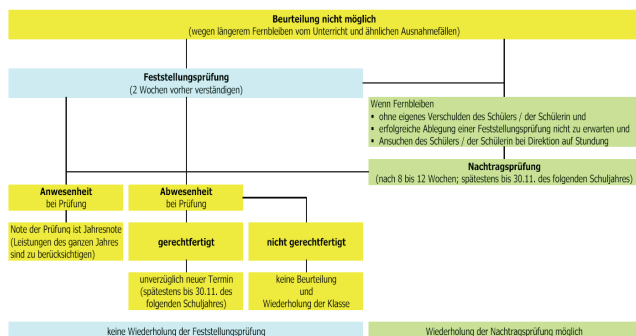 Beurteilung nicht möglich
(wegen längerem Fernbleiben vom Unterricht und ähnlichen Ausnahmefällen)
Feststellungsprüfung
(2 Wochen vorher verständigen)
Wenn Fernbleiben
▪ ohne eigenes Verschulden des Schülers / der Schülerin und
▪ erfolgreiche Ablegung einer Feststellungsprüfung nicht zu erwarten und
▪ Ansuchen des Schülers / der Schülerin bei Direktion auf Stundung
Nachtragsprüfung
(nach 8 bis 12 Wochen; spätestens bis 30.11. des folgenden Schuljahres)
Anwesenheit
bei Prüfung
Abwesenheit
bei Prüfung
Note der Prüfung ist Jahresnote
(Leistungen des ganzen Jahres
sind zu berücksichtigen)
gerechtfertigt
nicht gerechtfertigt
unverzüglich neuer Termin
(spätestens bis 30.11. des
folgenden Schuljahres)
keine Beurteilung
und
Wiederholung der Klasse
keine Wiederholung der Feststellungsprüfung
Wiederholung der Nachtragsprüfung möglich